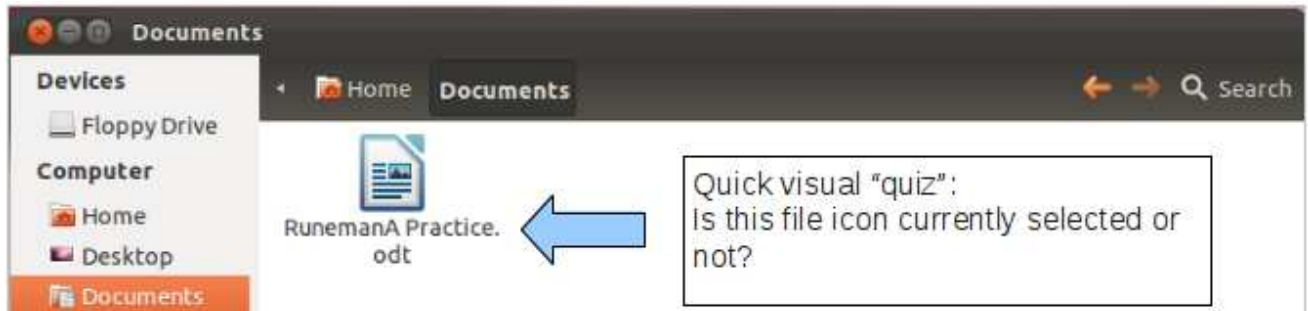 Documents
Devices
Floppy Drive
Computer
Home
Desktop
Documents
Home Documents
Search
RunemanA Practice.
odt
Quick visual “quiz”:
Is this file icon currently selected or
not?